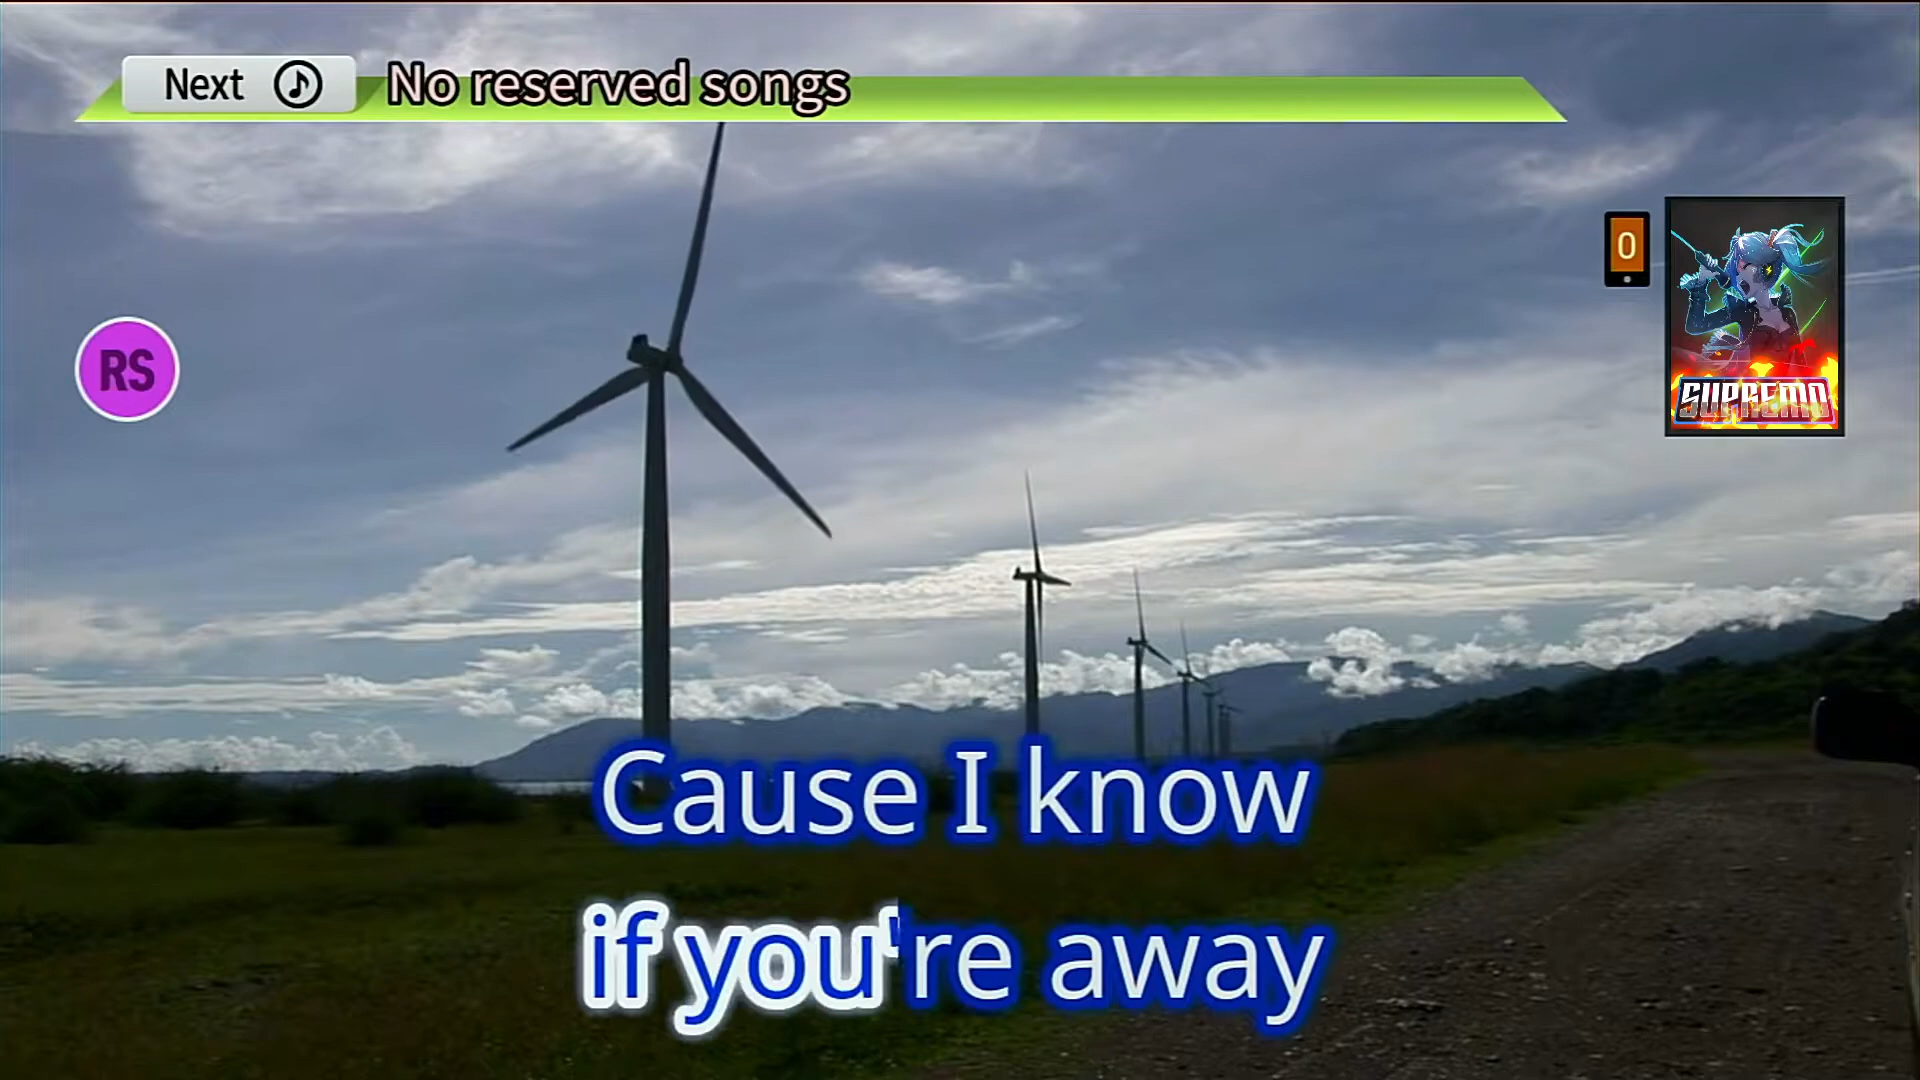 Next
No reserved songs
0
RS
SUPREMO
Cause I know
if you're away